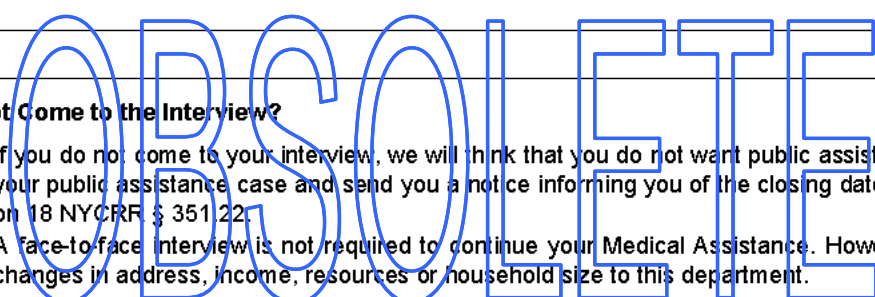 OBSOLETE
ot Come to the Interview?
If you do not come to your interview, we will think that you do not want public assist
your public assistance case and send you a notice informing you of the closing date
on 18 NYCRR § 351.22.
A face-to-face interview is not required to continue your Medical Assistance. Howe
changes in address, income, resources or household size to this department.